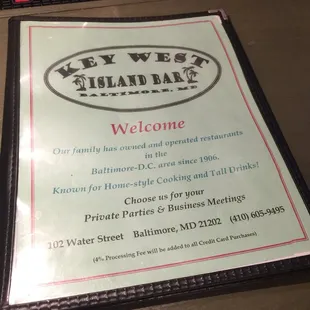 KEY WEST
ISLAND BAR
BALTIMORE, MD
Welcome
Our family has owned and operated restaurants
in the
Baltimore-D.C. area since 1906.
Known for Home-style Cooking and Tall Drinks!
Choose us for your
Private Parties & Business Meetings
102 Water Street Baltimore, MD 21202 (410) 605-9495
(4% Processing Fee will be added to all Credit Card Purchases)